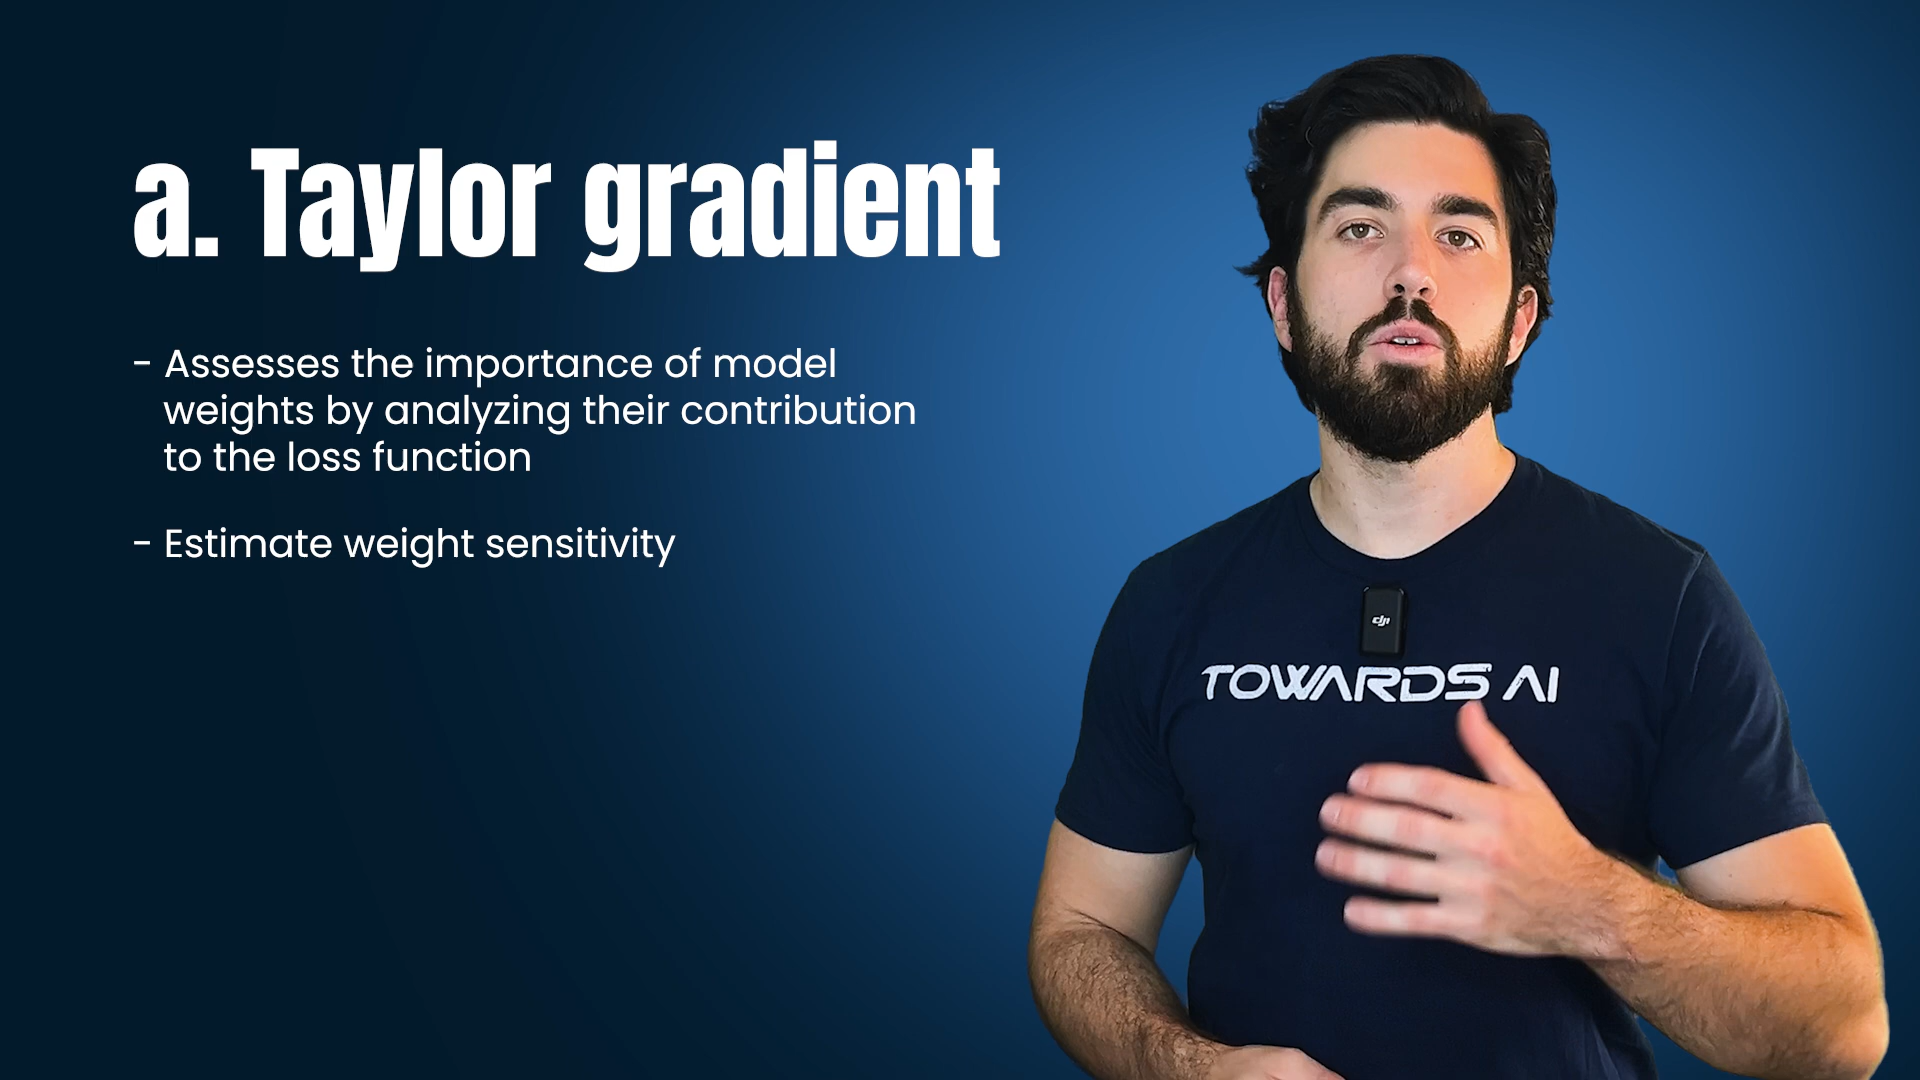 a. Taylor gradient
- Assesses the importance of model
weights by analyzing their contribution
to the loss function
- Estimate weight sensitivity
dji
TOWARDS AI